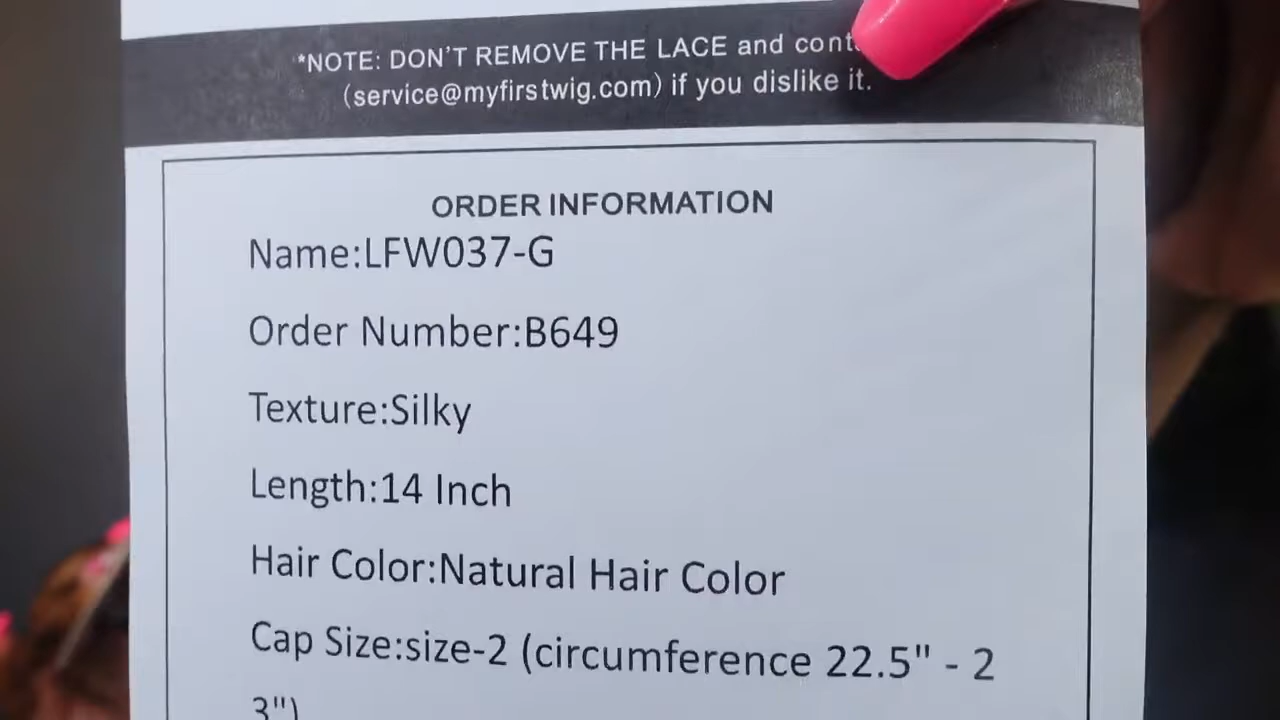 *NOTE: DON'T REMOVE THE LACE and
(service@myfirstwig.com) if you dislike it.
ORDER INFORMATION
Name:LFW037-G
Order Number:B649
Texture:Silky
Length:14 Inch
Hair Color:Natural Hair Color
Cap Size:size-2 (circumference 22.5" - 2
3")